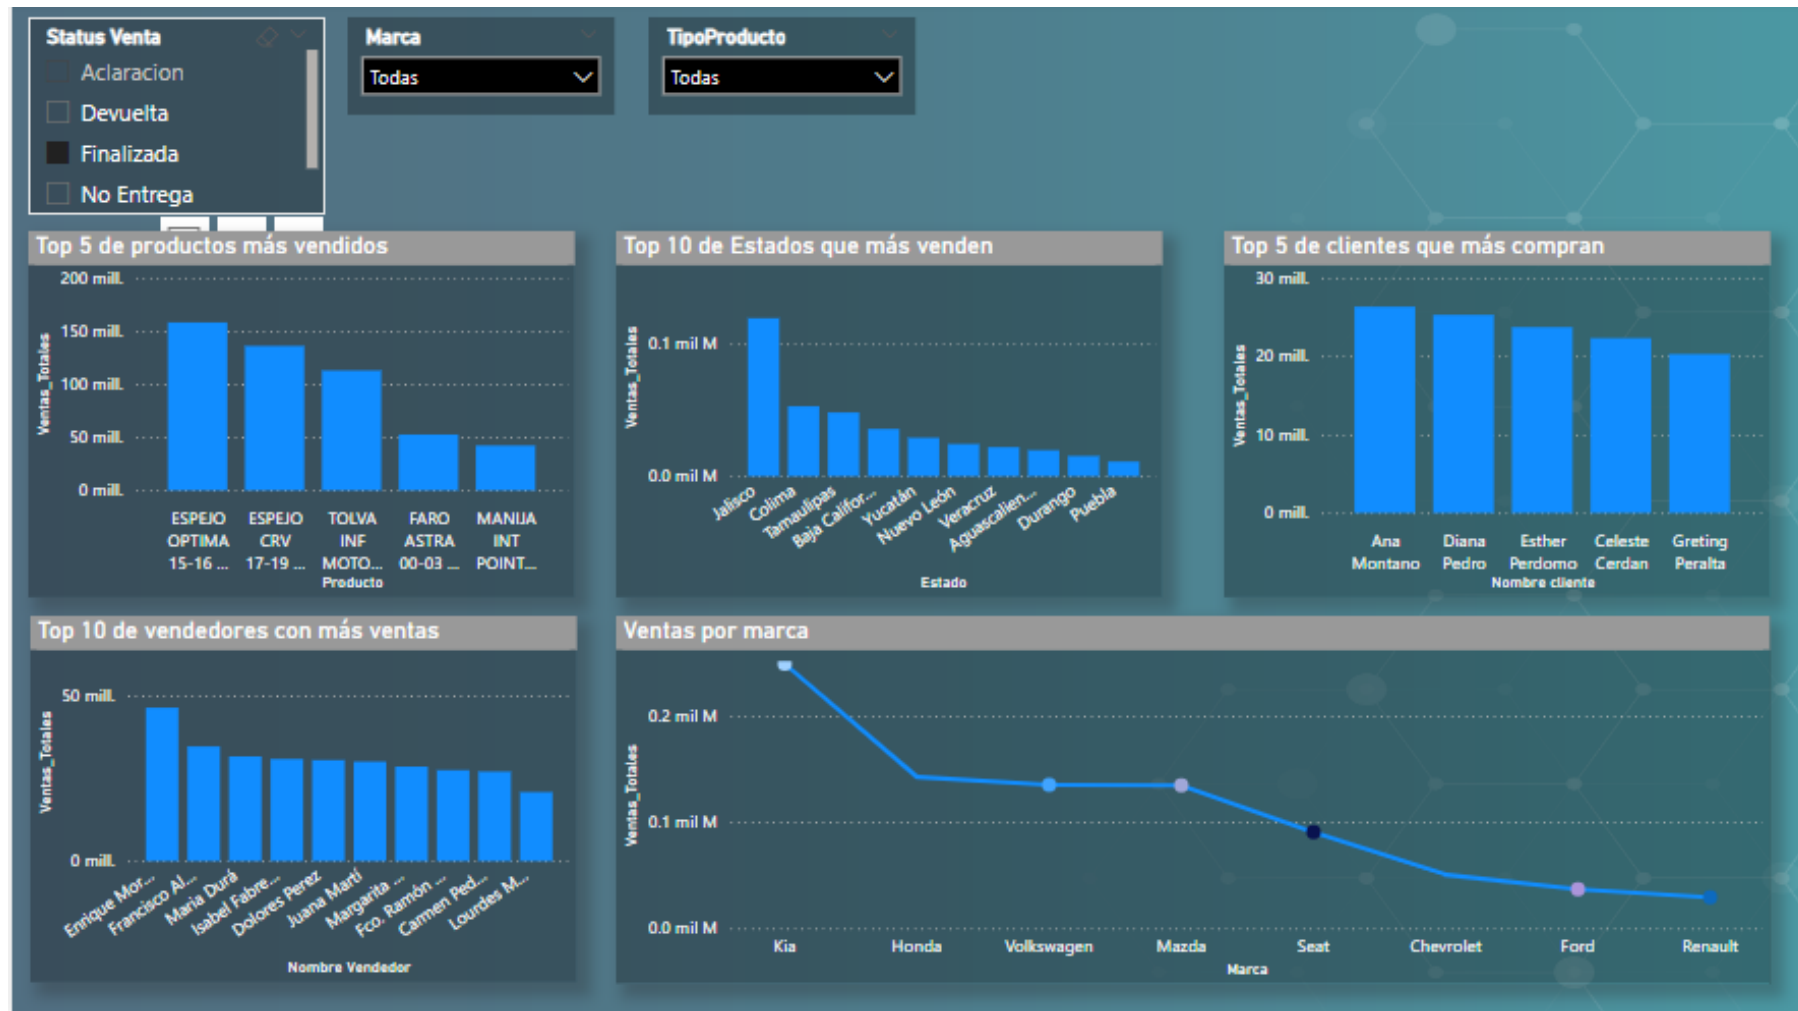 Status Venta
Aclaracion
Devuelta
Finalizada
No Entrega
Marca
Todas
TipoProducto
Todas
Top 5 de productos más vendidos
200 mill.
150 mill.
100 mill.
50 mill.
0 mill.
Ventas_Totales
ESPEJO OPTIMA 15-16 ...
ESPEJO CRV 17-19 ...
TOLVA INF MOTO...
FARO ASTRA 00-03 ...
MANIJA INT POINT...
Producto
Top 10 de Estados que más venden
0.1 mil M
0.0 mil M
Ventas_Totales
Jalisco
Colima
Tamaulipas
Baja Califor...
Yucatán
Nuevo León
Veracruz
Aguascalien...
Durango
Puebla
Estado
Top 5 de clientes que más compran
30 mill.
20 mill.
10 mill.
0 mill.
Ventas_Totales
Ana Montano
Diana Pedro
Esther Perdomo
Celeste Cerdan
Greting Peralta
Nombre cliente
Top 10 de vendedores con más ventas
50 mill.
0 mill.
Ventas_Totales
Enrique Mor...
Francisco Al...
Maria Durá
Isabel Fabre...
Dolores Perez
Juana Martí
Margarita ...
Fco. Ramón ...
Carmen Ped...
Lourdes M...
Nombre Vendedor
Ventas por marca
0.2 mil M
0.1 mil M
0.0 mil M
Ventas_Totales
Kia
Honda
Volkswagen
Mazda
Seat
Chevrolet
Ford
Renault
Marca